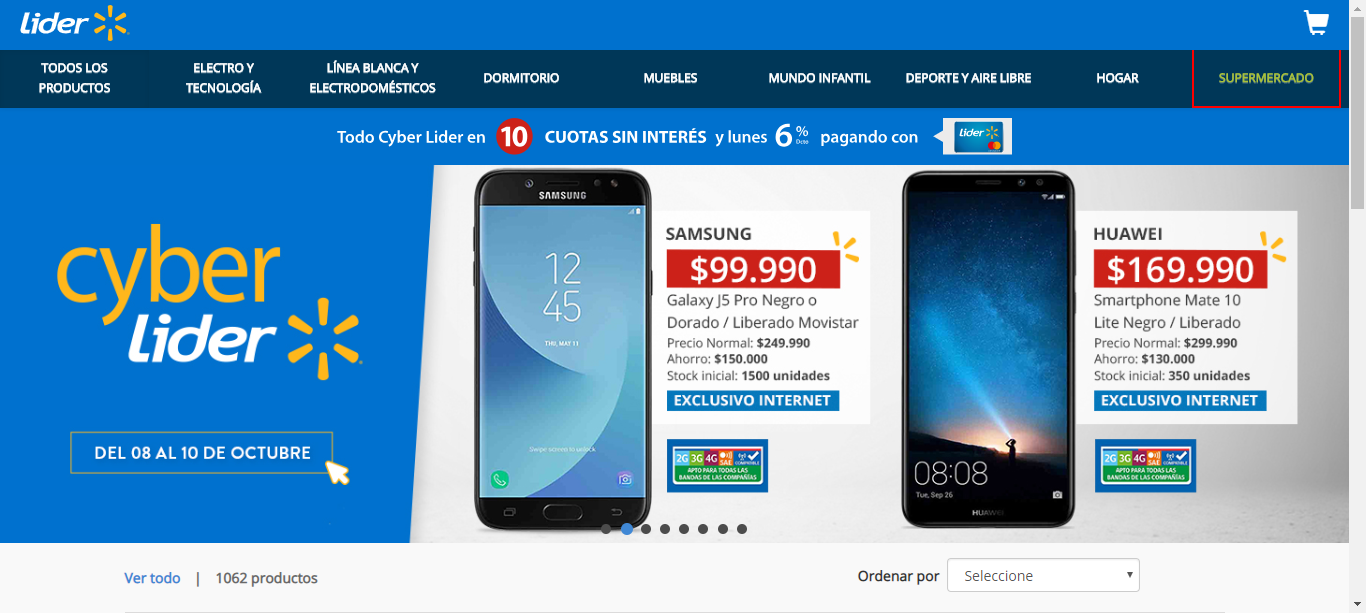 Lider
TODOS LOS
PRODUCTOS
ELECTRO Y
TECNOLOGÍA
LÍNEA BLANCA Y
ELECTRODOMÉSTICOS
DORMITORIO
MUEBLES
MUNDO INFANTIL
DEPORTE Y AIRE LIBRE
HOGAR
SUPERMERCADO
Todo Cyber Lider en 10 CUOTAS SIN INTERÉS y lunes 6% Dcto pagando con
Lider
cyber
Lider
DEL 08 AL 10 DE OCTUBRE
SAMSUNG
12
45
THU, MAY 11
Swipe screen to unlock
SAMSUNG
$99.990
Galaxy J5 Pro Negro o
Dorado / Liberado Movistar
Precio Normal: $249.990
Ahorro: $150.000
Stock inicial: 1500 unidades
EXCLUSIVO INTERNET
2G 3G 4G SAE COMPATIBLE
APTO PARA TODAS LAS
BANDAS DE LAS COMPAÑÍAS
08:08
Tue, Sep 26
HUAWEI
HUAWEI
$169.990
Smartphone Mate 10
Lite Negro / Liberado
Precio Normal: $299.990
Ahorro: $130.000
Stock inicial: 350 unidades
EXCLUSIVO INTERNET
2G 3G 4G SAE COMPATIBLE
APTO PARA TODAS LAS
BANDAS DE LAS COMPAÑÍAS
Ver todo | 1062 productos
Ordenar por Seleccione